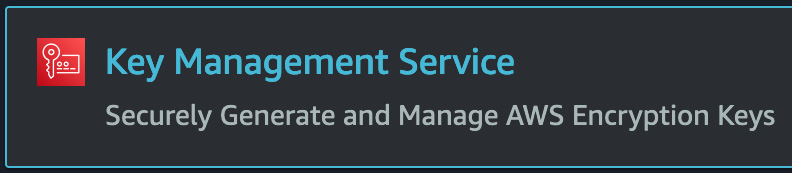 Key Management Service
Securely Generate and Manage AWS Encryption Keys